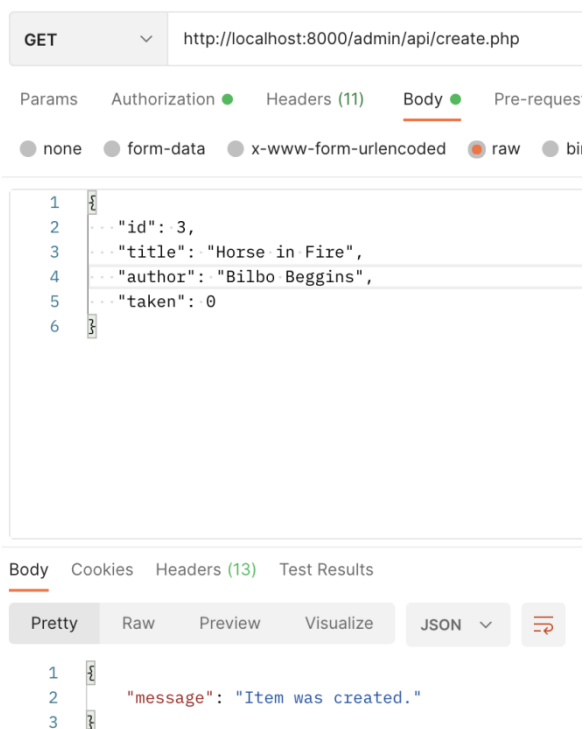 GET http://localhost:8000/admin/api/create.php
Params Authorization Headers (11) Body
none form-data x-www-form-urlencoded raw
1 {
2 "id": 3,
3 "title": "Horse in Fire",
4 "author": "Bilbo Beggins",
5 "taken": 0
6 }
Body Cookies Headers (13) Test Results
Pretty Raw Preview Visualize JSON
1 {
2 "message": "Item was created."
3 }